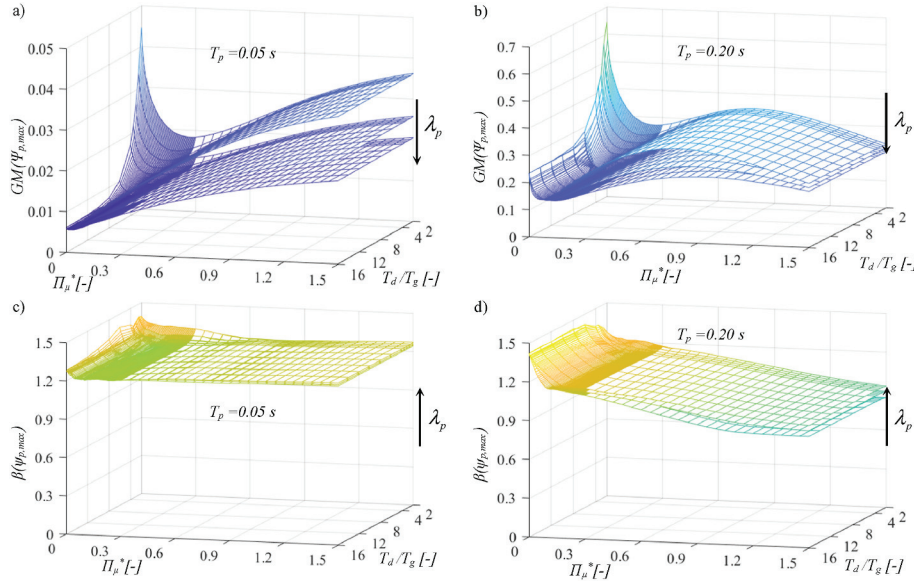 a)
T_p =0.05 s
GM(Ψ_p,max)
0.05
0.04
0.03
0.02
0.01
0
Π_μ*[-]
0.3
0.6
0.9
1.2
1.5
16
12
8
4
2
T_d /T_g [-]
λ_p
b)
T_p =0.20 s
GM(Ψ_p,max)
0.7
0.6
0.5
0.4
0.3
0.2
0.1
0
0.3
0.6
Π_μ*[-]
0.9
1.2
1.5
16
12
8
4
2
T_d /T_g [-]
λ_p
c)
T_p =0.05 s
β(ψ_p,max)
1.5
1.2
0.9
0.6
0.3
0
0
Π_μ*[-]
0.3
0.6
0.9
1.2
1.5
16
12
8
4
2
T_d /T_g [-]
λ_p
d)
T_p =0.20 s
β(ψ_p,max)
1.5
1.2
0.9
0.6
0.3
0
0
Π_μ*[-]
0.3
0.6
0.9
1.2
1.5
16
12
8
4
2
T_d /T_g [-]
λ_p